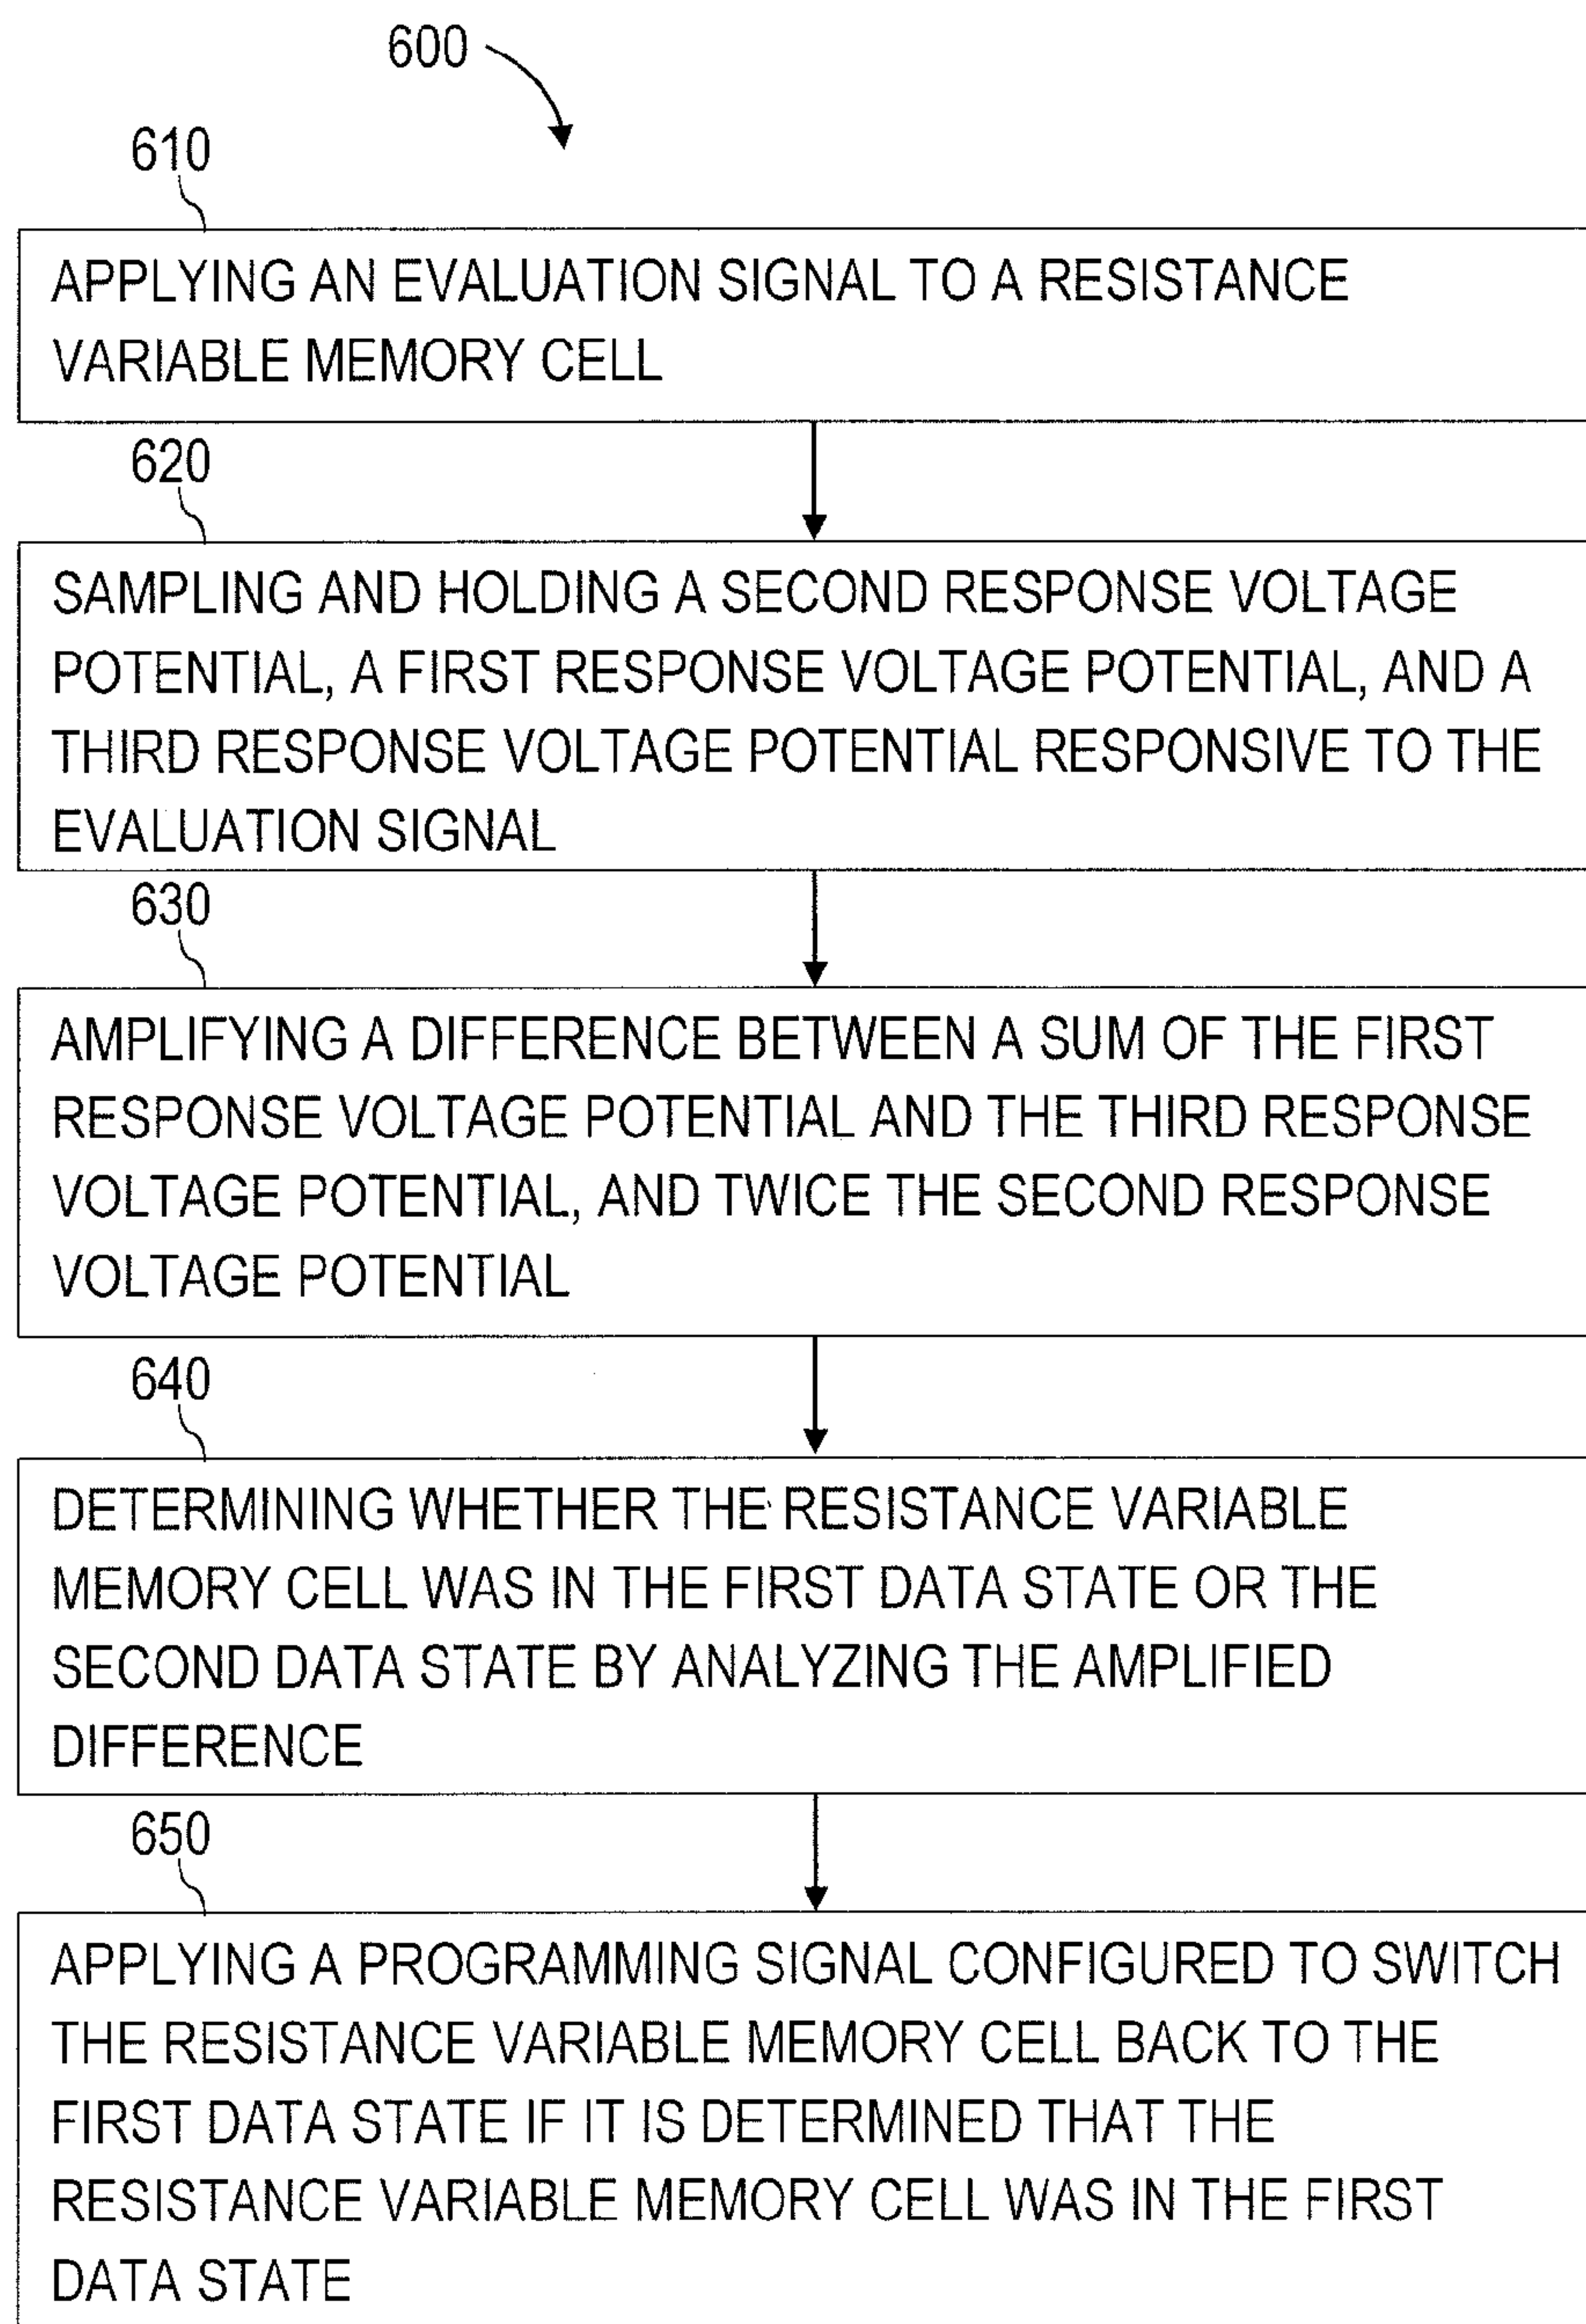 600
610
APPLYING AN EVALUATION SIGNAL TO A RESISTANCE
VARIABLE MEMORY CELL
620
SAMPLING AND HOLDING A SECOND RESPONSE VOLTAGE
POTENTIAL, A FIRST RESPONSE VOLTAGE POTENTIAL, AND A
THIRD RESPONSE VOLTAGE POTENTIAL RESPONSIVE TO THE
EVALUATION SIGNAL
630
AMPLIFYING A DIFFERENCE BETWEEN A SUM OF THE FIRST
RESPONSE VOLTAGE POTENTIAL AND THE THIRD RESPONSE
VOLTAGE POTENTIAL, AND TWICE THE SECOND RESPONSE
VOLTAGE POTENTIAL
640
DETERMINING WHETHER THE RESISTANCE VARIABLE
MEMORY CELL WAS IN THE FIRST DATA STATE OR THE
SECOND DATA STATE BY ANALYZING THE AMPLIFIED
DIFFERENCE
650
APPLYING A PROGRAMMING SIGNAL CONFIGURED TO SWITCH
THE RESISTANCE VARIABLE MEMORY CELL BACK TO THE
FIRST DATA STATE IF IT IS DETERMINED THAT THE
RESISTANCE VARIABLE MEMORY CELL WAS IN THE FIRST
DATA STATE